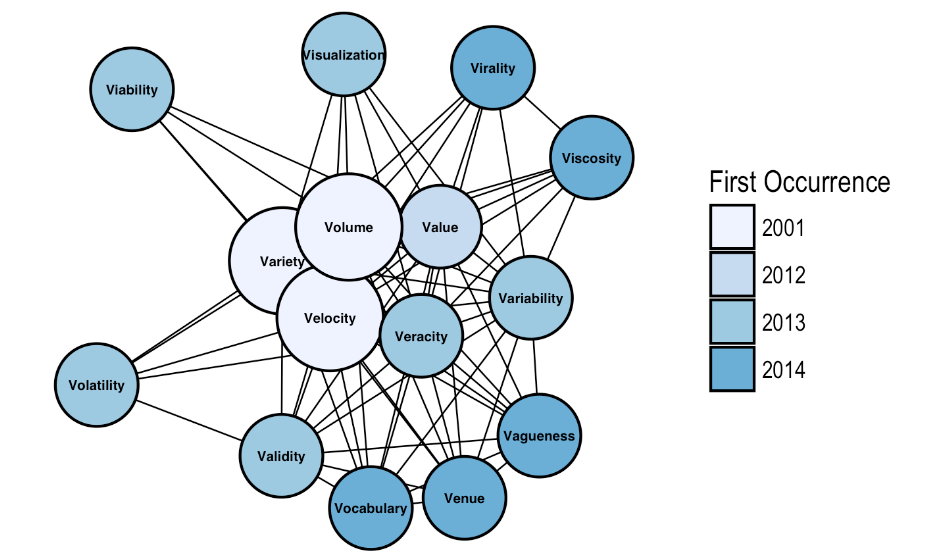 Visualization
Virality
Viability
Viscosity
First Occurrence
2001
2012
2013
2014
Volume
Value
Variety
Variability
Velocity
Veracity
Volatility
Vagueness
Validity
Vocabulary
Venue